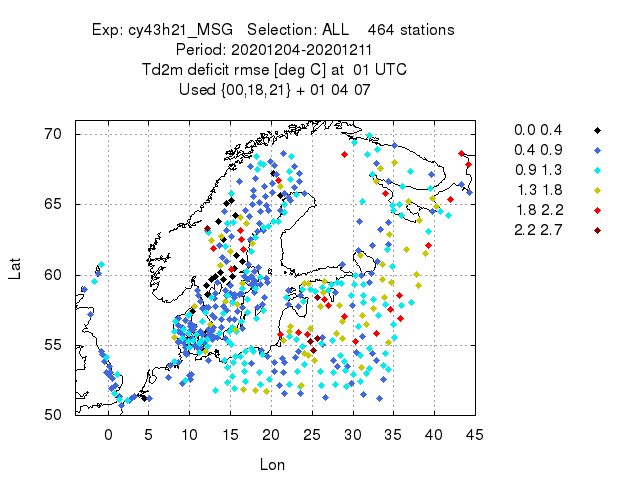 Exp: cy43h21_MSG   Selection: ALL    464 stations
Period: 20201204-20201211
Td2m deficit rmse [deg C] at  01 UTC
Used {00,18,21} + 01 04 07
70
65
60
55
50
Lat
0 5 10 15 20 25 30 35 40 45
Lon
0.0 0.4
0.4 0.9
0.9 1.3
1.3 1.8
1.8 2.2
2.2 2.7